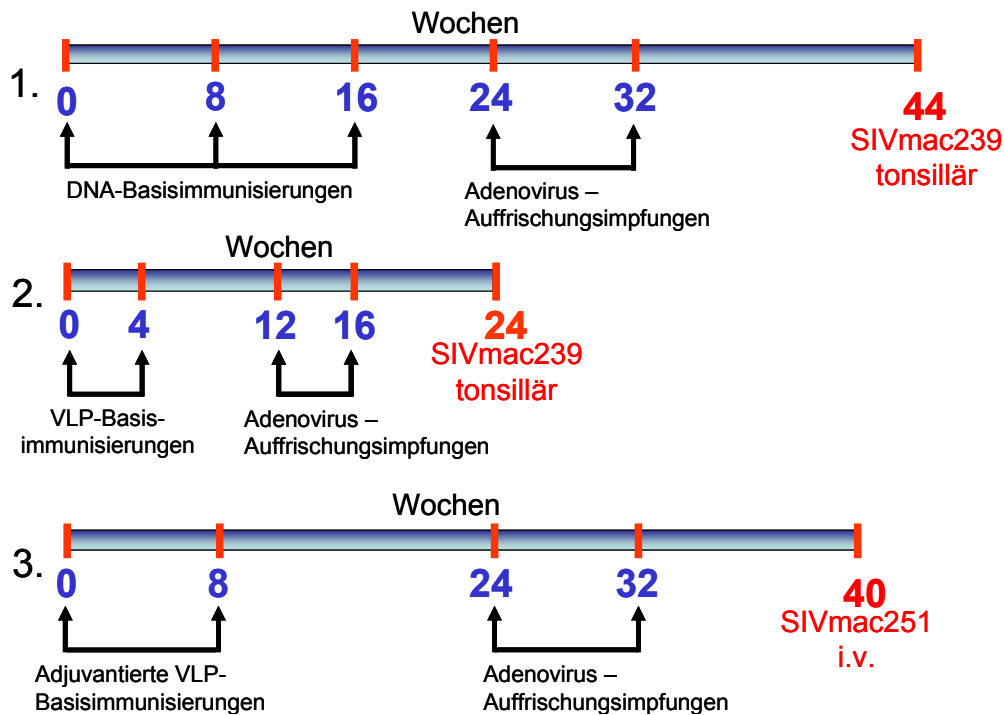 Wochen
1.
0 8 16 24 32 44
SIVmac239
tonsillär
DNA-Basisimmunisierungen
Adenovirus –
Auffrischungsimpfungen
Wochen
2.
0 4 12 16 24
SIVmac239
tonsillär
VLP-Basis-
immunisierungen
Adenovirus –
Auffrischungsimpfungen
Wochen
3.
0 8 24 32 40
SIVmac251
i.v.
Adjuvantierte VLP-
Basisimmunisierungen
Adenovirus –
Auffrischungsimpfungen